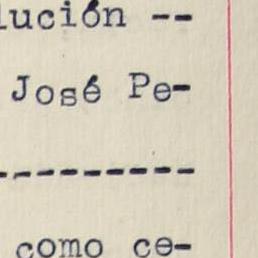 lución --
José Pe-
----------
como ce-